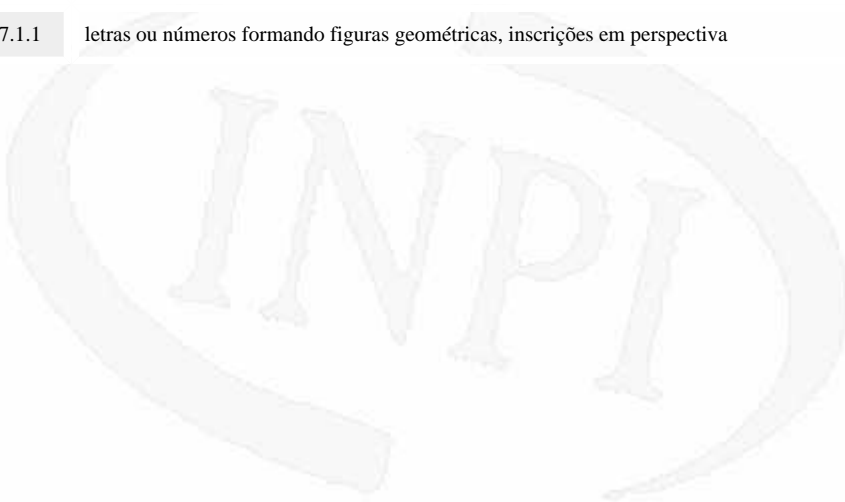 7.1.1 letras ou números formando figuras geométricas, inscrições em perspectiva
INPI